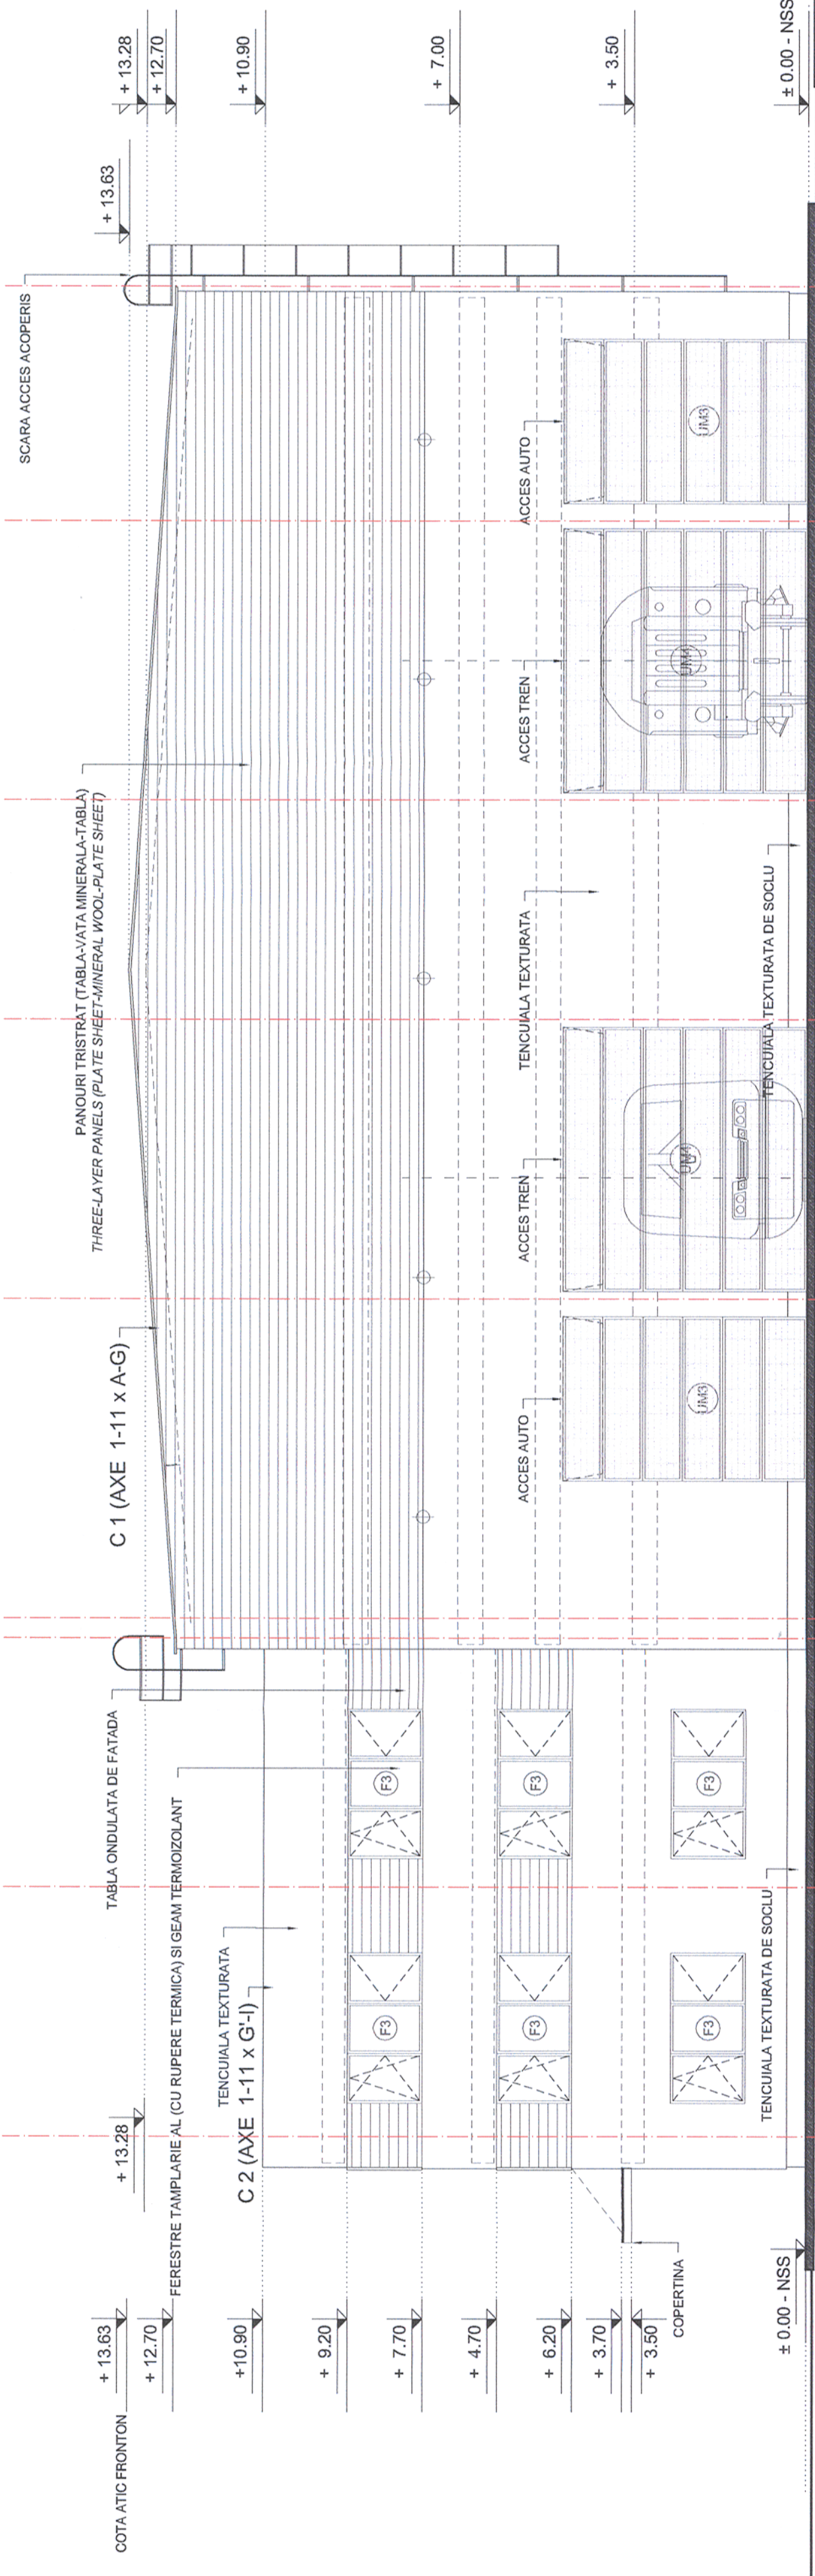 COTA ATIC FRONTON
+ 13.63
+ 12.70
+10.90
+ 9.20
+ 7.70
+ 4.70
+ 6.20
+ 3.70
+ 3.50
± 0.00 - NSS
COPERTINA
+ 13.28
FERESTRE TAMPLARIE AL (CU RUPERE TERMICA) SI GEAM TERMOIZOLANT
C 2 (AXE 1-11 x G'-I)
TENCUIALA TEXTURATA
TABLA ONDULATA DE FATADA
F3
F3
F3
F3
F3
F3
TENCUIALA TEXTURATA DE SOCLU
C 1 (AXE 1-11 x A-G)
PANOURI TRISTRAT (TABLA-VATA MINERALA-TABLA)
THREE-LAYER PANELS (PLATE SHEET-MINERAL WOOL-PLATE SHEET)
ACCES AUTO
UM3
ACCES TREN
UM4
TENCUIALA TEXTURATA
TENCUIALA TEXTURATA DE SOCLU
ACCES TREN
UM4
ACCES AUTO
UM3
SCARA ACCES ACOPERIS
+ 13.63
+ 13.28
+ 12.70
+ 10.90
+ 7.00
+ 3.50
± 0.00 - NSS